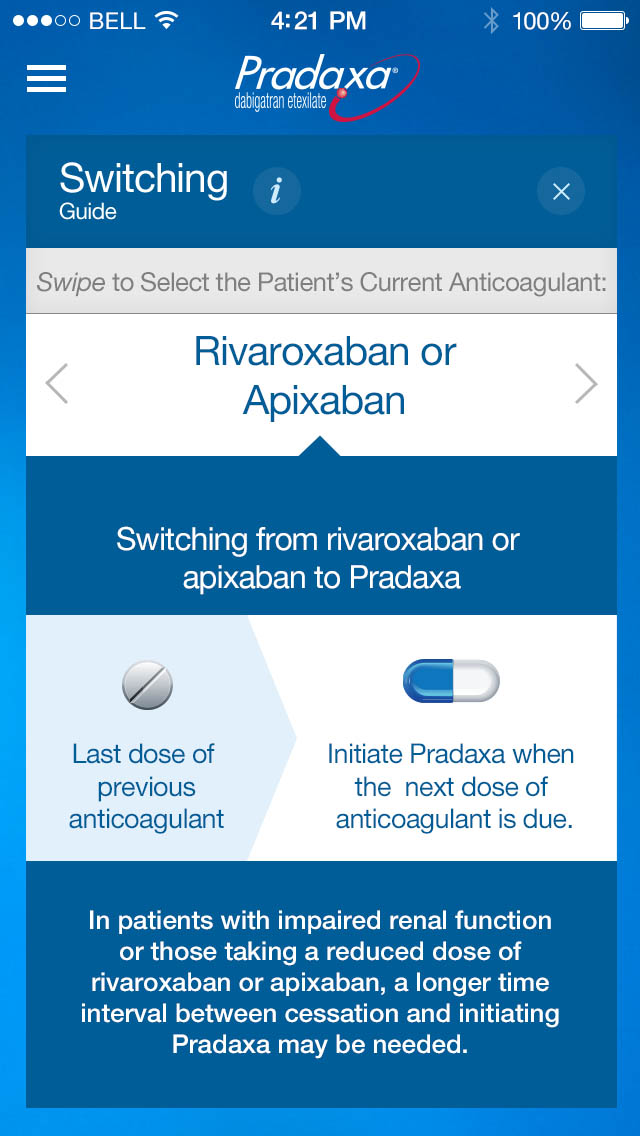 BELL 4:21 PM 100%
Pradaxa®
dabigatran etexilate
Switching
Guide
i
Swipe to Select the Patient's Current Anticoagulant:
Rivaroxaban or
Apixaban
Switching from rivaroxaban or
apixaban to Pradaxa
Last dose of
previous
anticoagulant
Initiate Pradaxa when
the next dose of
anticoagulant is due.
In patients with impaired renal function
or those taking a reduced dose of
rivaroxaban or apixaban, a longer time
interval between cessation and initiating
Pradaxa may be needed.